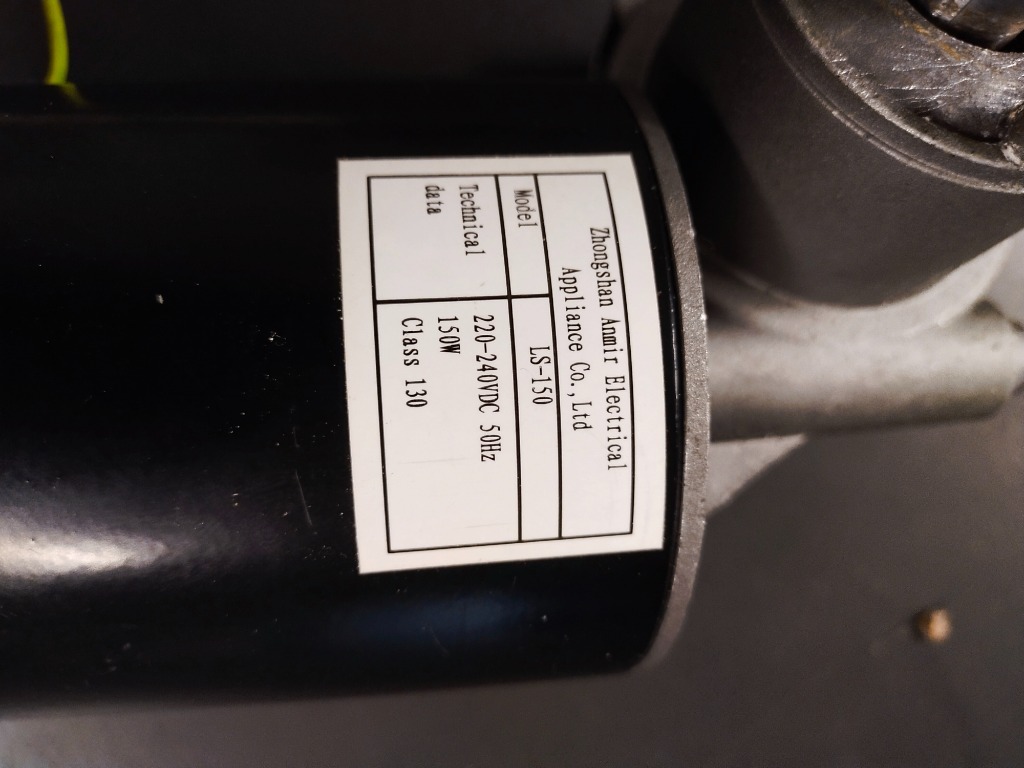 Zhongshan Anmir Electrical
Appliance Co.,Ltd
Model LS-150
Technical data 220-240VDC 50Hz
150W
Class 130